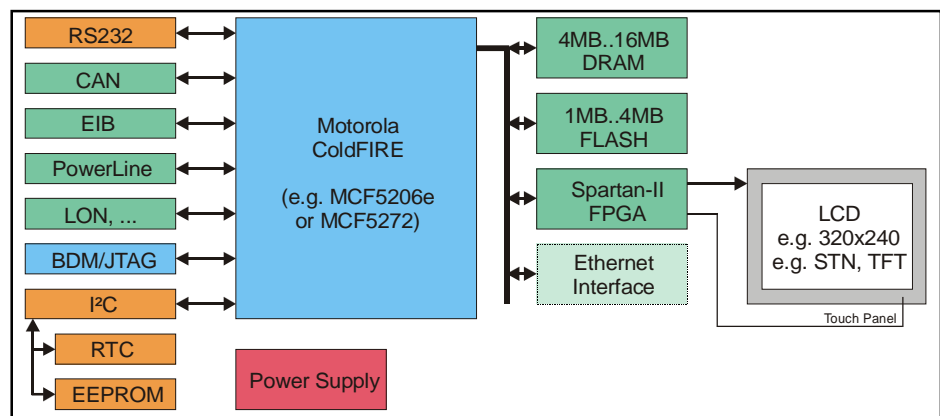 RS232
CAN
EIB
PowerLine
LON, ...
BDM/JTAG
I²C
RTC
EEPROM
Motorola
ColdFIRE
(e.g. MCF5206e
or MCF5272)
Power Supply
4MB..16MB
DRAM
1MB..4MB
FLASH
Spartan-II
FPGA
Ethernet
Interface
LCD
e.g. 320x240
e.g. STN, TFT
Touch Panel